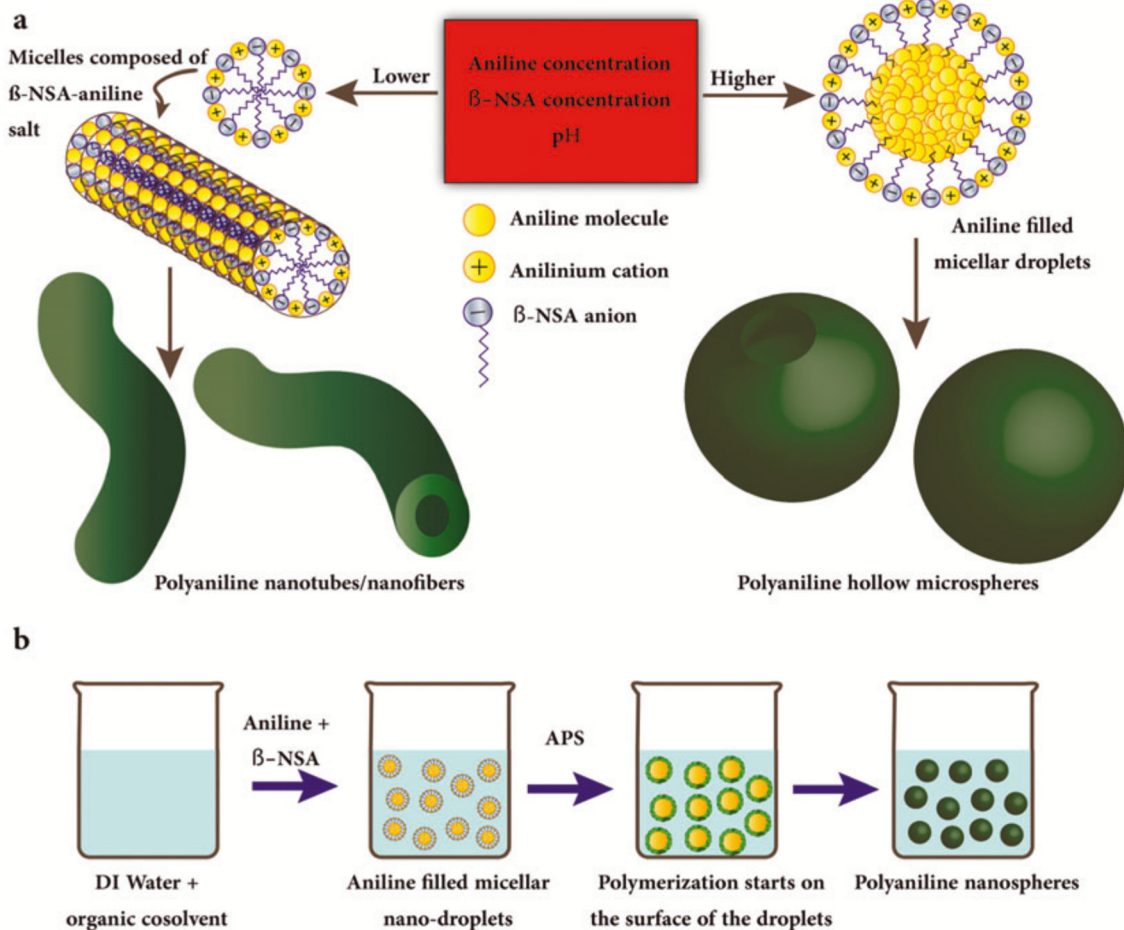 a
Micelles composed of
ß-NSA-aniline
salt
Lower
Aniline concentration
ß-NSA concentration
pH
Higher
Aniline molecule
Anilinium cation
ß-NSA anion
Aniline filled
micellar droplets
Polyaniline nanotubes/nanofibers
Polyaniline hollow microspheres
b
Aniline +
ß-NSA
APS
DI Water +
organic cosolvent
Aniline filled micellar
nano-droplets
Polymerization starts on
the surface of the droplets
Polyaniline nanospheres